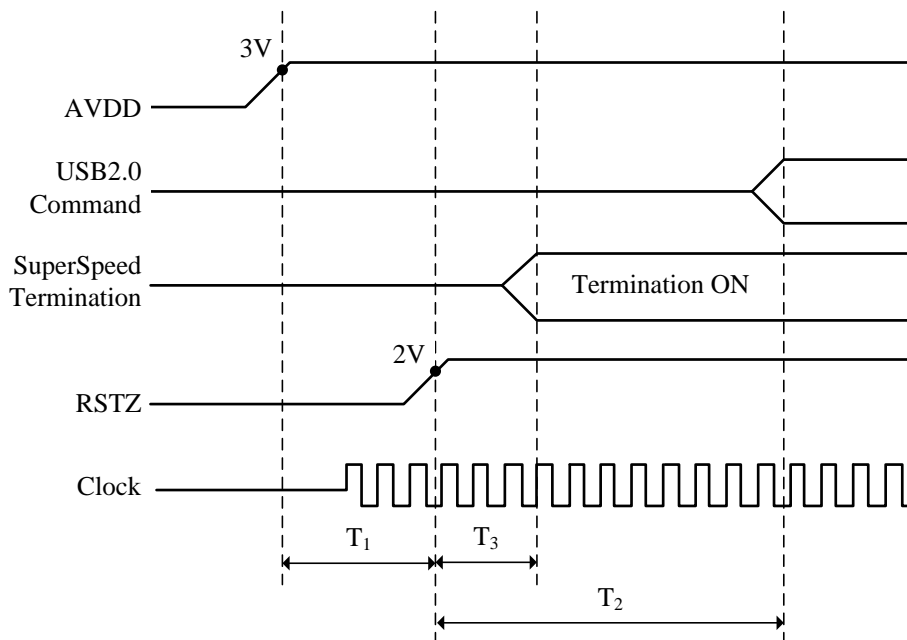 3V
AVDD
USB2.0
Command
SuperSpeed
Termination
Termination ON
2V
RSTZ
Clock
T₁
T₃
T₂